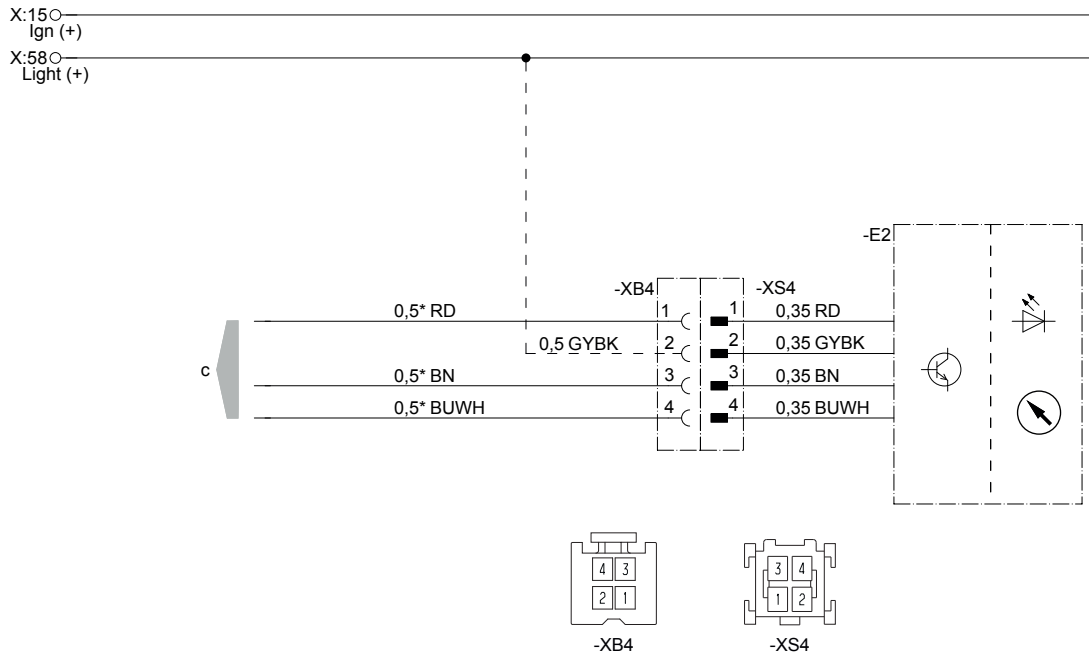 X:15
Ign (+)
X:58
Light (+)
-E2
-XB4 -XS4
0,5* RD 1 1 0,35 RD
0,5 GYBK 2 2 0,35 GYBK
c
0,5* BN 3 3 0,35 BN
0,5* BUWH 4 4 0,35 BUWH
4 3 3 4
2 1 1 2
-XB4 -XS4